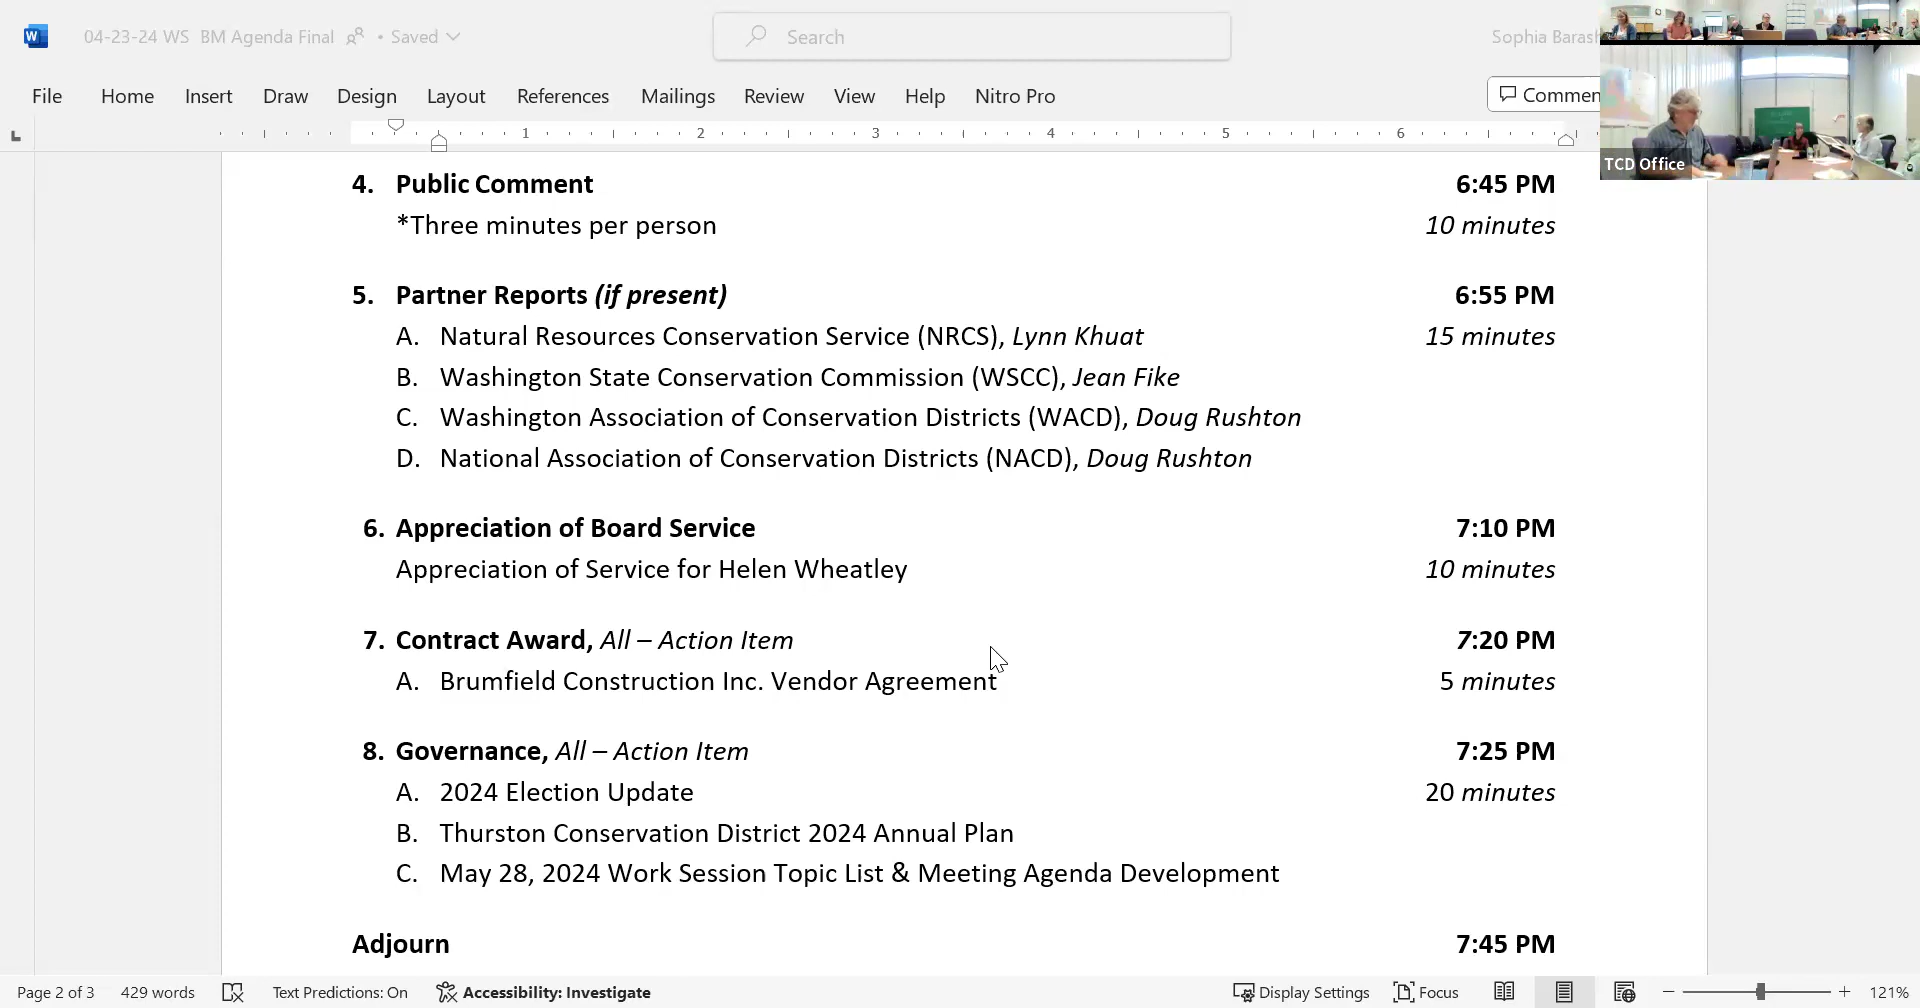 04-23-24 WS BM Agenda Final • Saved
Search
Sophia Baras
File Home Insert Draw Design Layout References Mailings Review View Help Nitro Pro
Commen
1 2 3 4 5 6
TCD Office
4. Public Comment 6:45 PM
*Three minutes per person 10 minutes
5. Partner Reports (if present) 6:55 PM
A. Natural Resources Conservation Service (NRCS), Lynn Khuat 15 minutes
B. Washington State Conservation Commission (WSCC), Jean Fike
C. Washington Association of Conservation Districts (WACD), Doug Rushton
D. National Association of Conservation Districts (NACD), Doug Rushton
6. Appreciation of Board Service 7:10 PM
Appreciation of Service for Helen Wheatley 10 minutes
7. Contract Award, All – Action Item 7:20 PM
A. Brumfield Construction Inc. Vendor Agreement 5 minutes
8. Governance, All – Action Item 7:25 PM
A. 2024 Election Update 20 minutes
B. Thurston Conservation District 2024 Annual Plan
C. May 28, 2024 Work Session Topic List & Meeting Agenda Development
Adjourn 7:45 PM
Page 2 of 3 429 words Text Predictions: On Accessibility: Investigate Display Settings Focus 121%